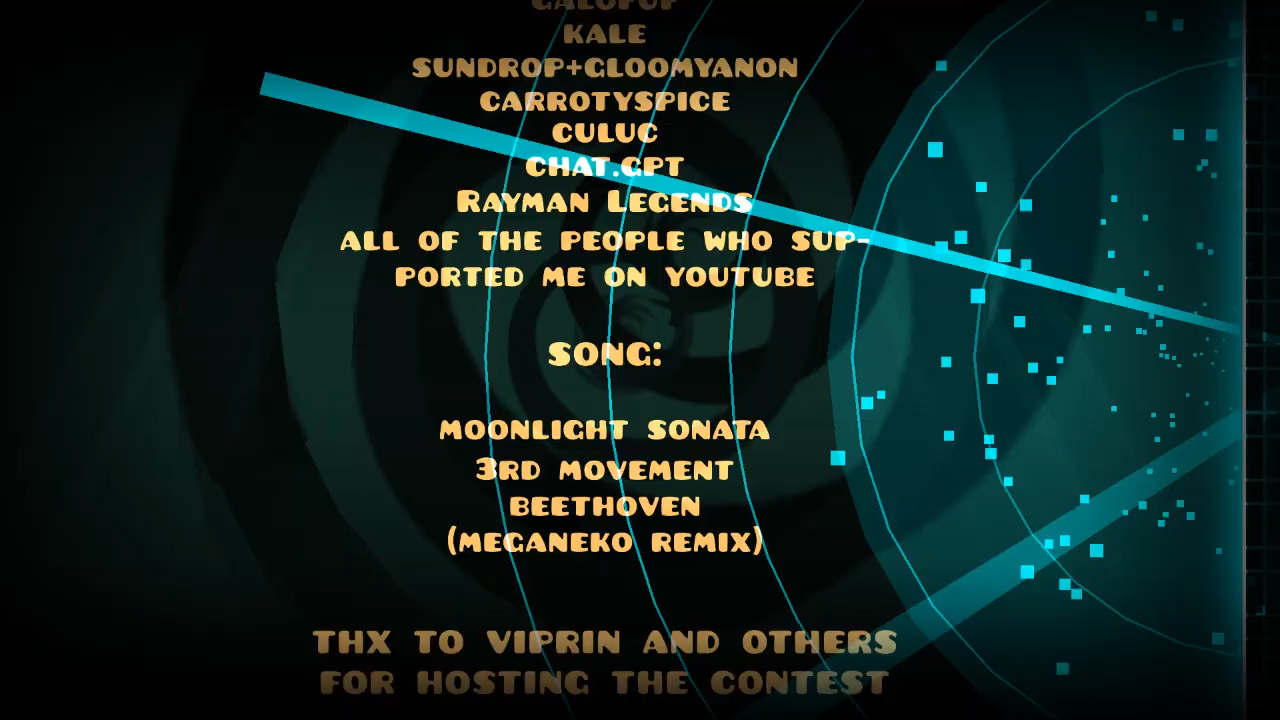 KALE
SUNDROP+GLOOMYANON
CARROTYSPICE
CULUC
CHAT.GPT
RAYMAN LEGENDS
ALL OF THE PEOPLE WHO SUP-
PORTED ME ON YOUTUBE
SONG:
MOONLIGHT SONATA
3RD MOVEMENT
BEETHOVEN
(MEGANEKO REMIX)
THX TO VIPRIN AND OTHERS
FOR HOSTING THE CONTEST